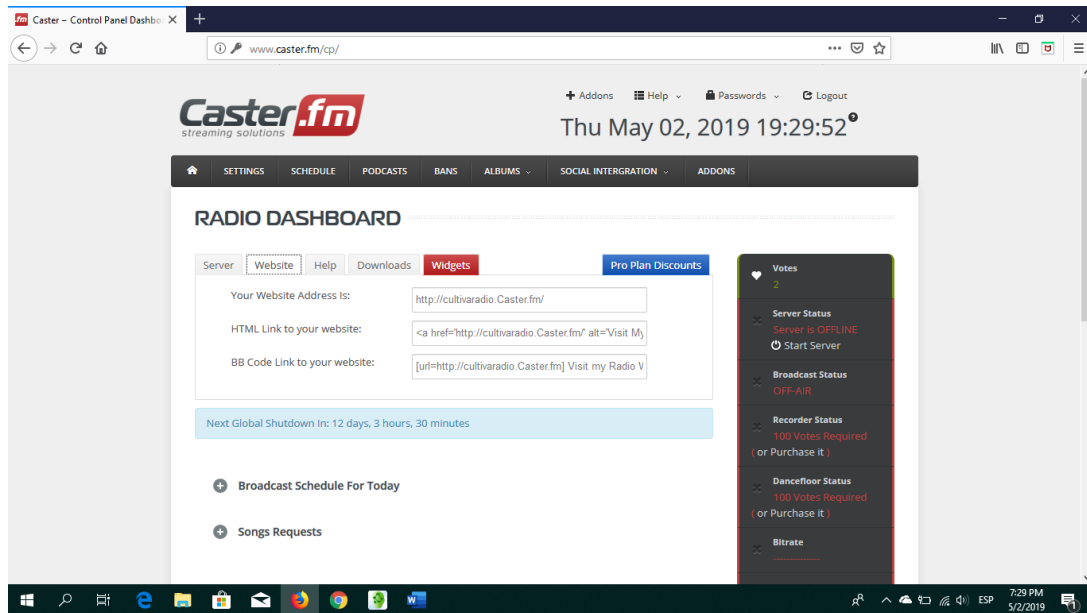 Caster – Control Panel Dashbo
www.caster.fm/cp/
Caster.fm
streaming solutions
Addons Help Passwords Logout
Thu May 02, 2019 19:29:52
SETTINGS SCHEDULE PODCASTS BANS ALBUMS SOCIAL INTERGRATION ADDONS
RADIO DASHBOARD
Server Website Help Downloads Widgets Pro Plan Discounts
Your Website Address Is: http://cultivaradio.Caster.fm/
HTML Link to your website: <a href='http://cultivaradio.Caster.fm/' alt='Visit My
BB Code Link to your website: [url=http://cultivaradio.Caster.fm] Visit my Radio W
Next Global Shutdown In: 12 days, 3 hours, 30 minutes
Broadcast Schedule For Today
Songs Requests
Votes
2
Server Status
Server is OFFLINE
Start Server
Broadcast Status
OFF-AIR
Recorder Status
100 Votes Required
( or Purchase it )
Dancefloor Status
100 Votes Required
( or Purchase it )
Bitrate
ESP
7:29 PM
5/2/2019